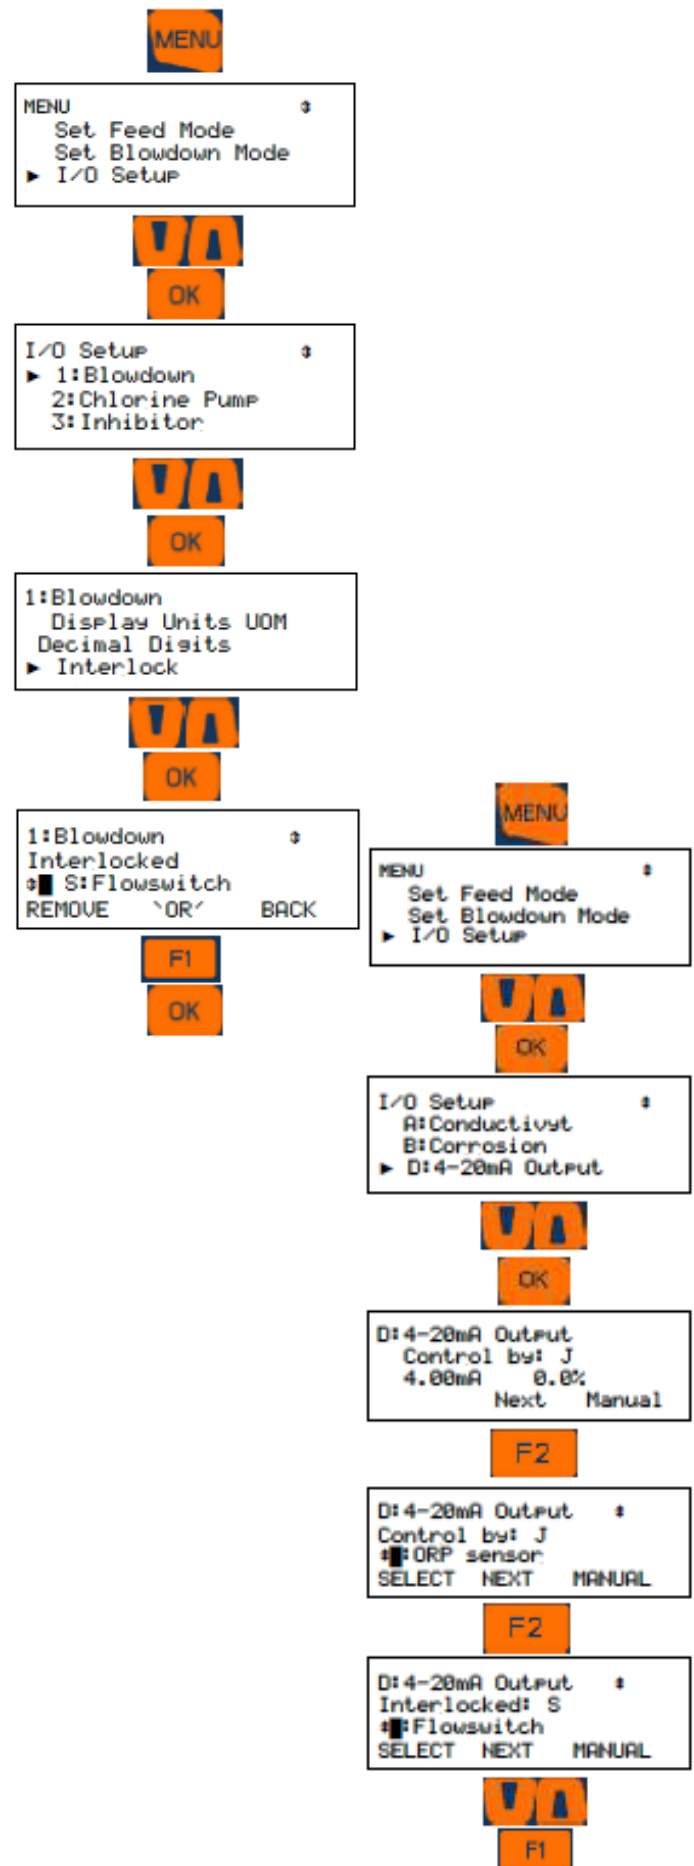 MENU
MENU
Set Feed Mode
Set Blowdown Mode
► I/O Setup
OK
I/O Setup
► 1:Blowdown
2:Chlorine Pump
3:Inhibitor
OK
1:Blowdown
Display Units UOM
Decimal Digits
► Interlock
OK
1:Blowdown
Interlocked
S:Flowswitch
REMOVE `OR´ BACK
F1
OK
MENU
MENU
Set Feed Mode
Set Blowdown Mode
► I/O Setup
OK
I/O Setup
A:Conductivyt
B:Corrosion
► D:4-20mA Output
OK
D:4-20mA Output
Control by: J
4.00mA 0.0%
Next Manual
F2
D:4-20mA Output
Control by: J
:ORP sensor
SELECT NEXT MANUAL
F2
D:4-20mA Output
Interlocked: S
:Flowswitch
SELECT NEXT MANUAL
F1